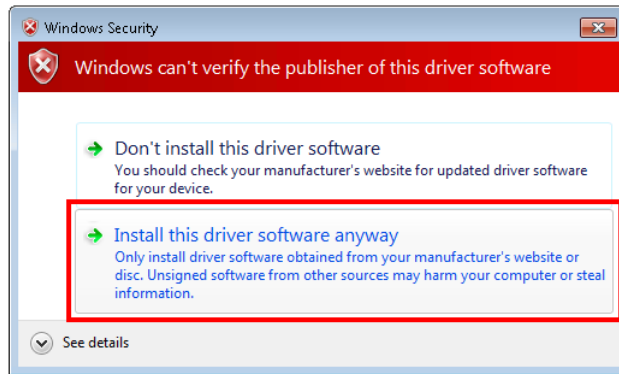 Windows Security
Windows can't verify the publisher of this driver software
Don't install this driver software
You should check your manufacturer's website for updated driver software
for your device.
Install this driver software anyway
Only install driver software obtained from your manufacturer's website or
disc. Unsigned software from other sources may harm your computer or steal
information.
See details